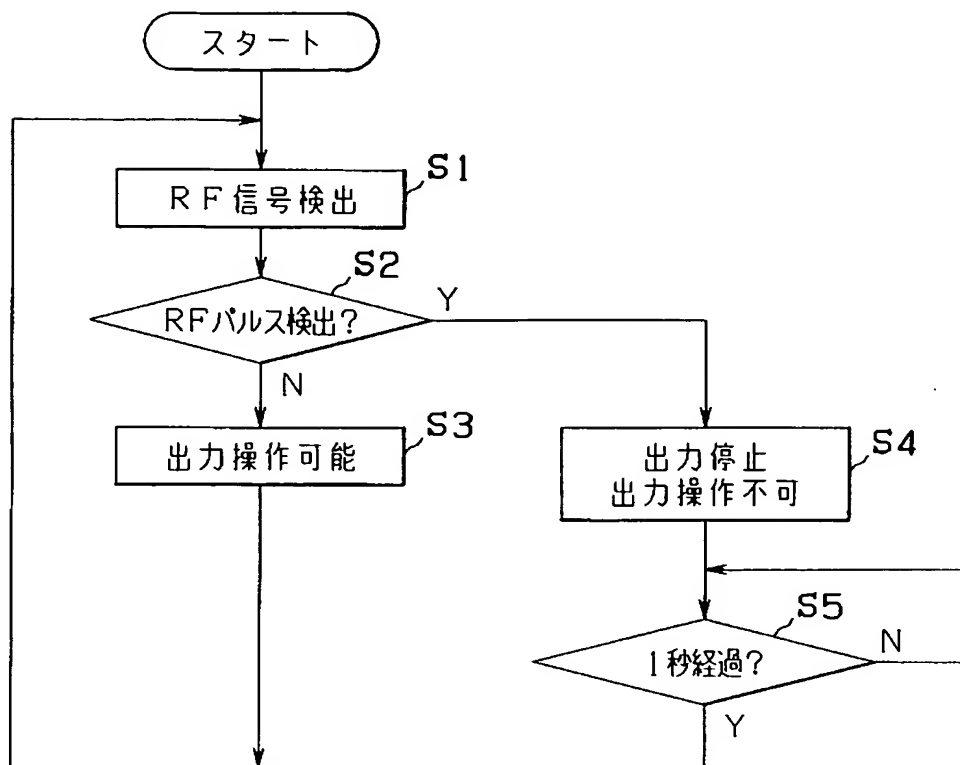 スタート
RF信号検出
S1
RFパルス検出?
S2
Y
N
出力操作可能
S3
出力停止
出力操作不可
S4
1秒経過?
S5
N
Y